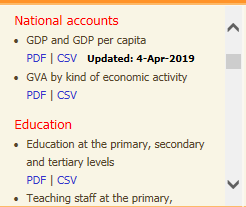 National accounts
• GDP and GDP per capita
PDF | CSV Updated: 4-Apr-2019
• GVA by kind of economic activity
PDF | CSV
Education
• Education at the primary, secondary
and tertiary levels
PDF | CSV
• Teaching staff at the primary,